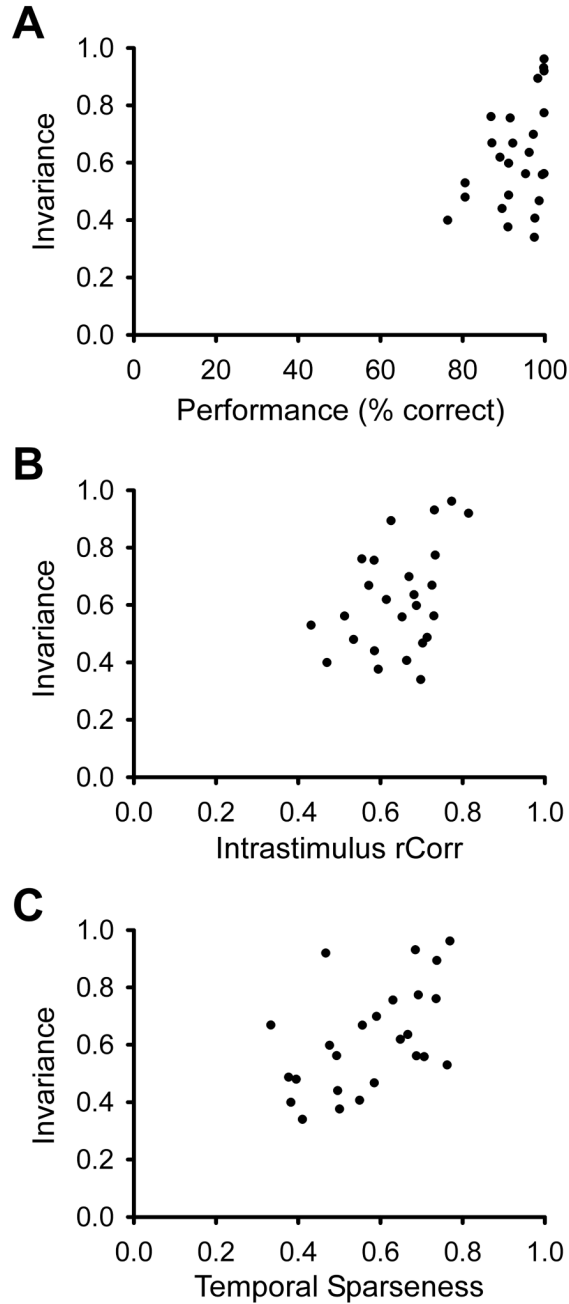 A
1.0
0.8
0.6
0.4
0.2
0.0
Invariance
0 20 40 60 80 100
Performance (% correct)
B
1.0
0.8
0.6
0.4
0.2
0.0
Invariance
0.0 0.2 0.4 0.6 0.8 1.0
Intrastimulus rCorr
C
1.0
0.8
0.6
0.4
0.2
0.0
Invariance
0.0 0.2 0.4 0.6 0.8 1.0
Temporal Sparseness